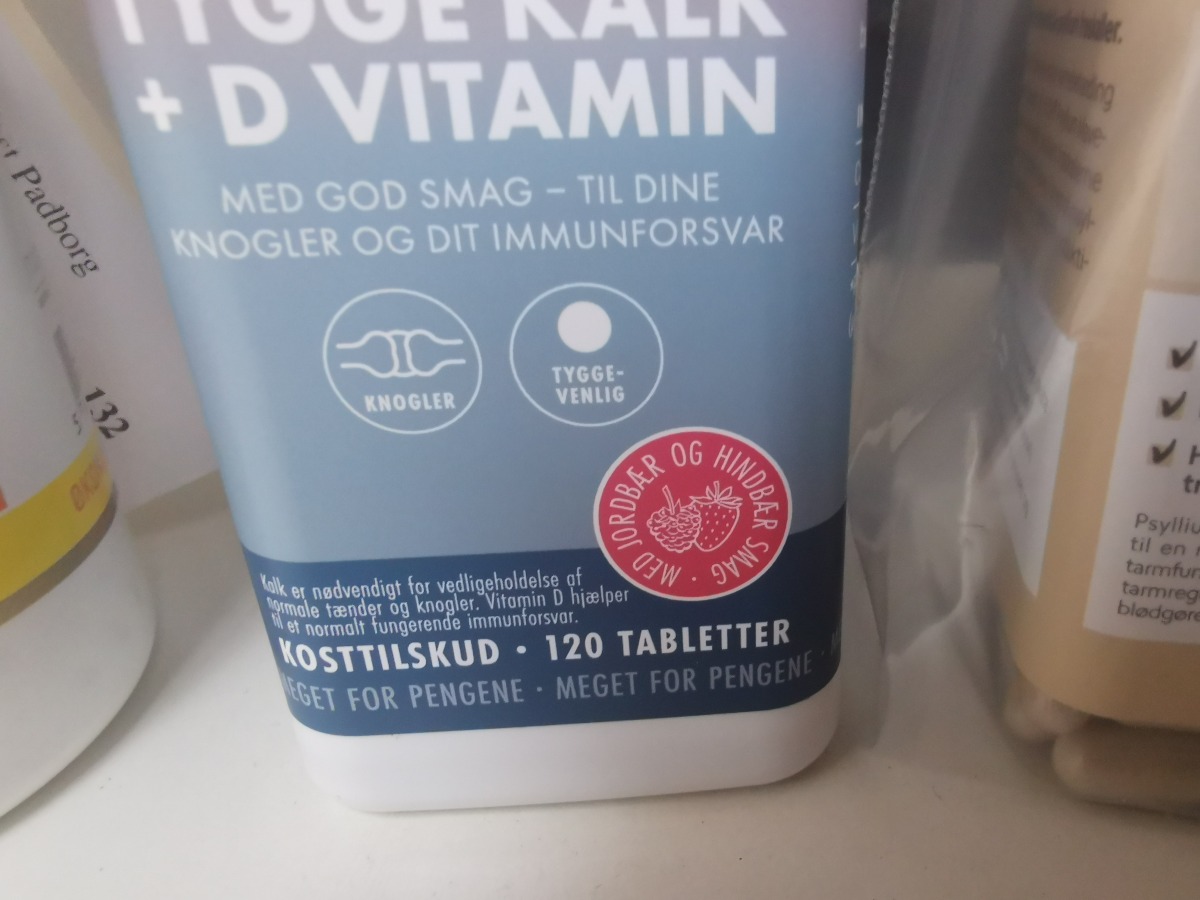 TYGGE KALK
+ D VITAMIN
MED GOD SMAG – TIL DINE
KNOGLER OG DIT IMMUNFORSVAR
KNOGLER
TYGGE-
VENLIG
MED JORDBÆR OG HINDBÆR SMAG
Kalk er nødvendigt for vedligeholdelse af
normale tænder og knogler. Vitamin D hjælper
til et normalt fungerende immunforsvar.
KOSTTILSKUD · 120 TABLETTER
MEGET FOR PENGENE · MEGET FOR PENGENE ·
Padborg
132
Psylliu
til en
tarmfun
tarmreg
blødgøre